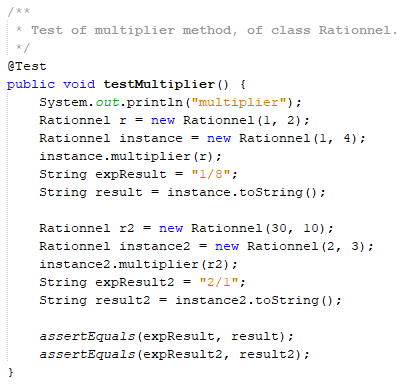 /**
 * Test of multiplier method, of class Rationnel.
 */
@Test
public void testMultiplier() {
    System.out.println("multiplier");
    Rationnel r = new Rationnel(1, 2);
    Rationnel instance = new Rationnel(1, 4);
    instance.multiplier(r);
    String expResult = "1/8";
    String result = instance.toString();

    Rationnel r2 = new Rationnel(30, 10);
    Rationnel instance2 = new Rationnel(2, 3);
    instance2.multiplier(r2);
    String expResult2 = "2/1";
    String result2 = instance2.toString();

    assertEquals(expResult, result);
    assertEquals(expResult2, result2);
}